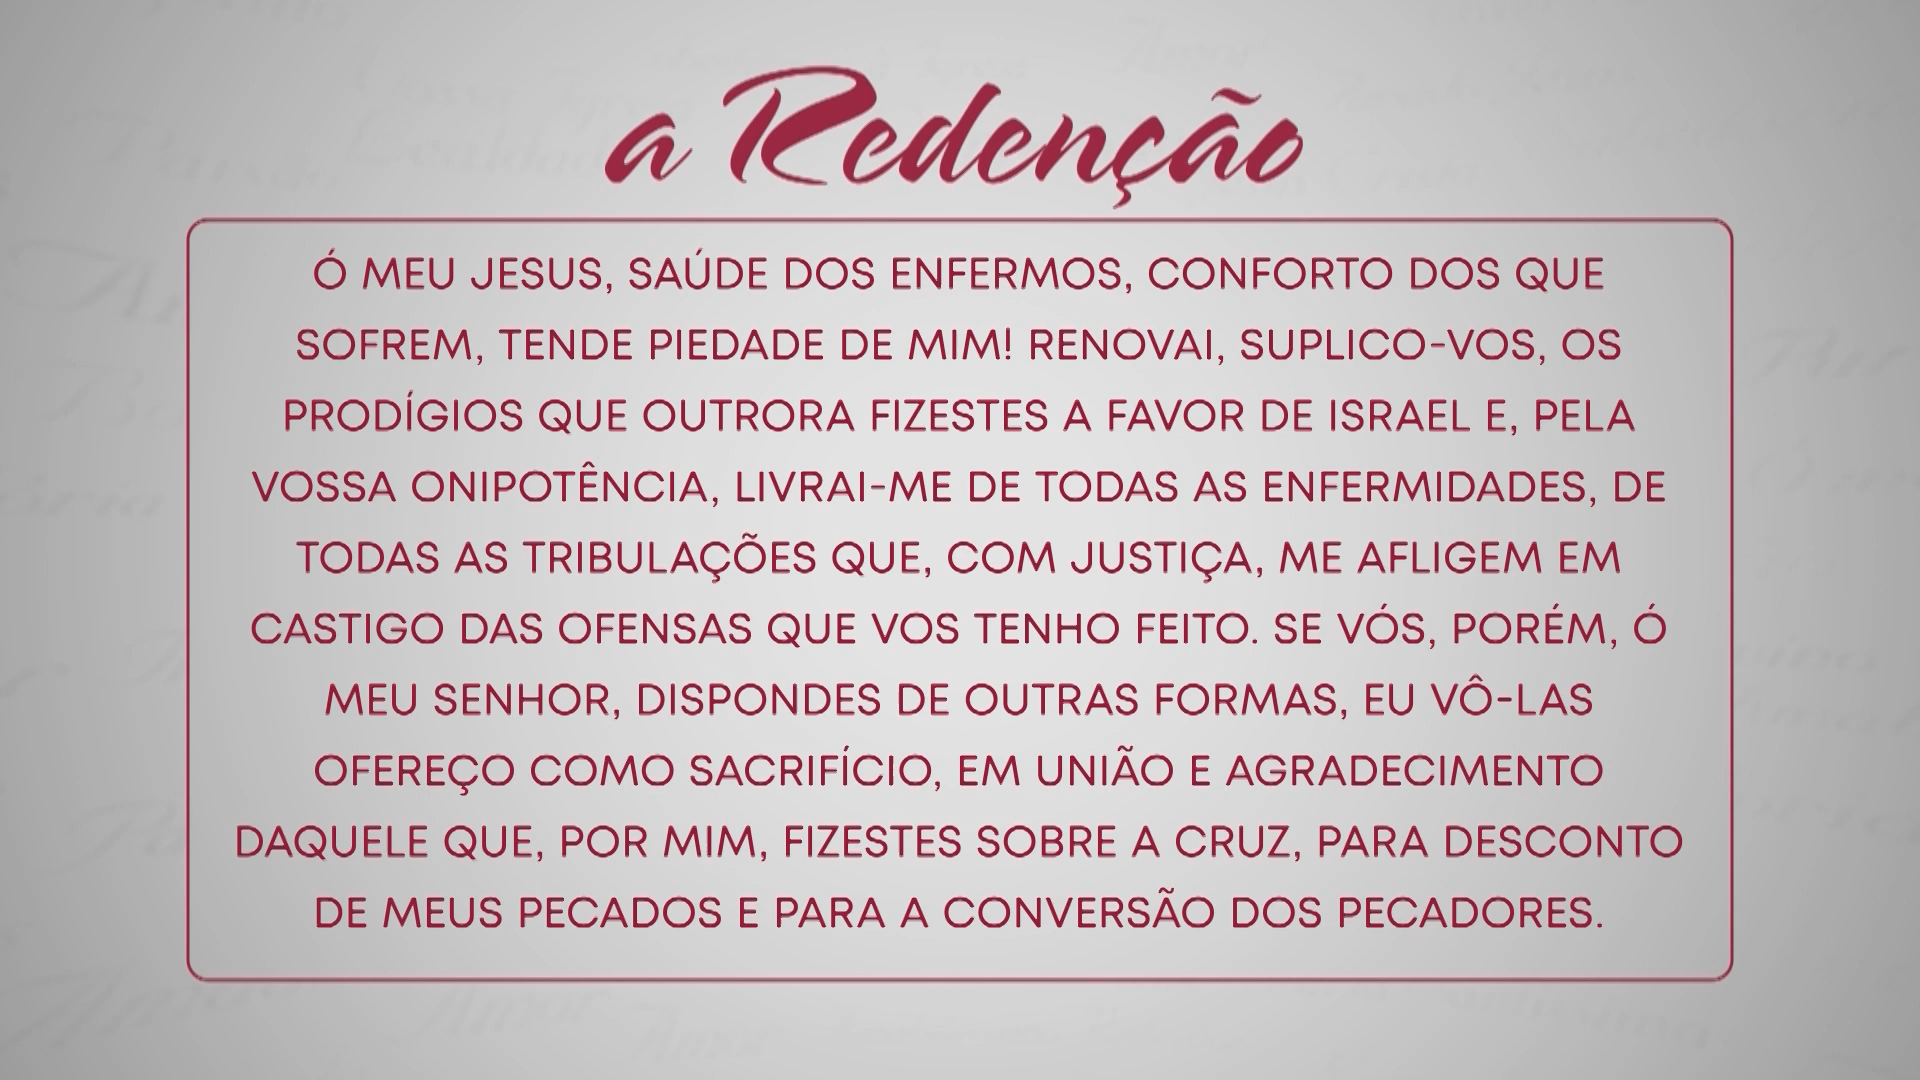 a Redenção
Ó MEU JESUS, SAÚDE DOS ENFERMOS, CONFORTO DOS QUE
SOFREM, TENDE PIEDADE DE MIM! RENOVAI, SUPLICO-VOS, OS
PRODÍGIOS QUE OUTRORA FIZESTES A FAVOR DE ISRAEL E, PELA
VOSSA ONIPOTÊNCIA, LIVRAI-ME DE TODAS AS ENFERMIDADES, DE
TODAS AS TRIBULAÇÕES QUE, COM JUSTIÇA, ME AFLIGEM EM
CASTIGO DAS OFENSAS QUE VOS TENHO FEITO. SE VÓS, PORÉM, Ó
MEU SENHOR, DISPONDES DE OUTRAS FORMAS, EU VÔ-LAS
OFEREÇO COMO SACRIFÍCIO, EM UNIÃO E AGRADECIMENTO
DAQUELE QUE, POR MIM, FIZESTES SOBRE A CRUZ, PARA DESCONTO
DE MEUS PECADOS E PARA A CONVERSÃO DOS PECADORES.